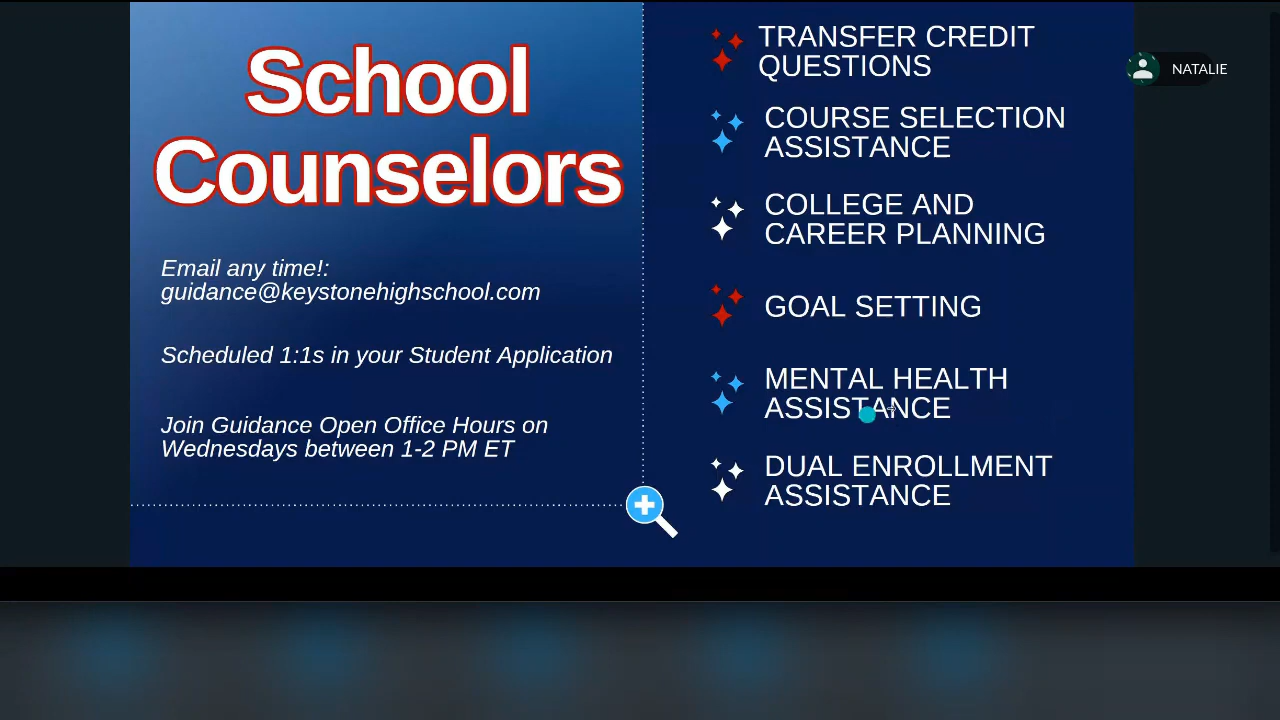 School
Counselors
Email any time!:
guidance@keystonehighschool.com
Scheduled 1:1s in your Student Application
Join Guidance Open Office Hours on
Wednesdays between 1-2 PM ET
TRANSFER CREDIT
QUESTIONS
COURSE SELECTION
ASSISTANCE
COLLEGE AND
CAREER PLANNING
GOAL SETTING
MENTAL HEALTH
ASSISTANCE
DUAL ENROLLMENT
ASSISTANCE
NATALIE